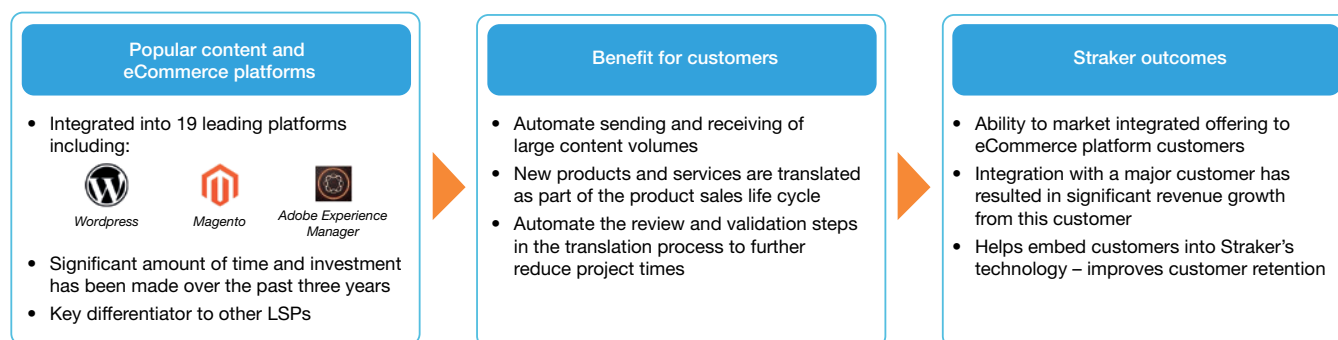 Popular content and
eCommerce platforms
• Integrated into 19 leading platforms
including:
Wordpress
Magento
Adobe Experience
Manager
• Significant amount of time and investment
has been made over the past three years
• Key differentiator to other LSPs
Benefit for customers
• Automate sending and receiving of
large content volumes
• New products and services are translated
as part of the product sales life cycle
• Automate the review and validation steps
in the translation process to further
reduce project times
Straker outcomes
• Ability to market integrated offering to
eCommerce platform customers
• Integration with a major customer has
resulted in significant revenue growth
from this customer
• Helps embed customers into Straker’s
technology – improves customer retention